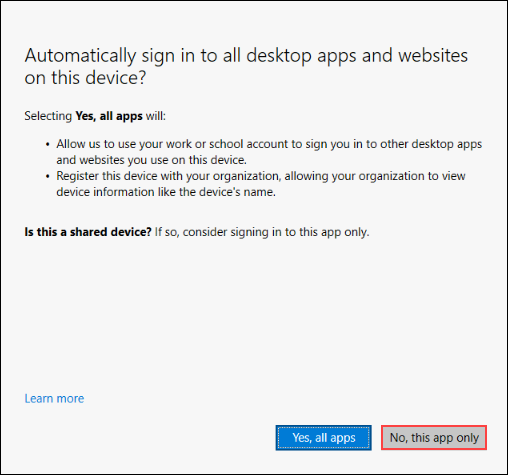 Automatically sign in to all desktop apps and websites
on this device?
Selecting Yes, all apps will:
• Allow us to use your work or school account to sign you in to other desktop apps
and websites you use on this device.
• Register this device with your organization, allowing your organization to view
device information like the device's name.
Is this a shared device? If so, consider signing in to this app only.
Learn more
Yes, all apps
No, this app only